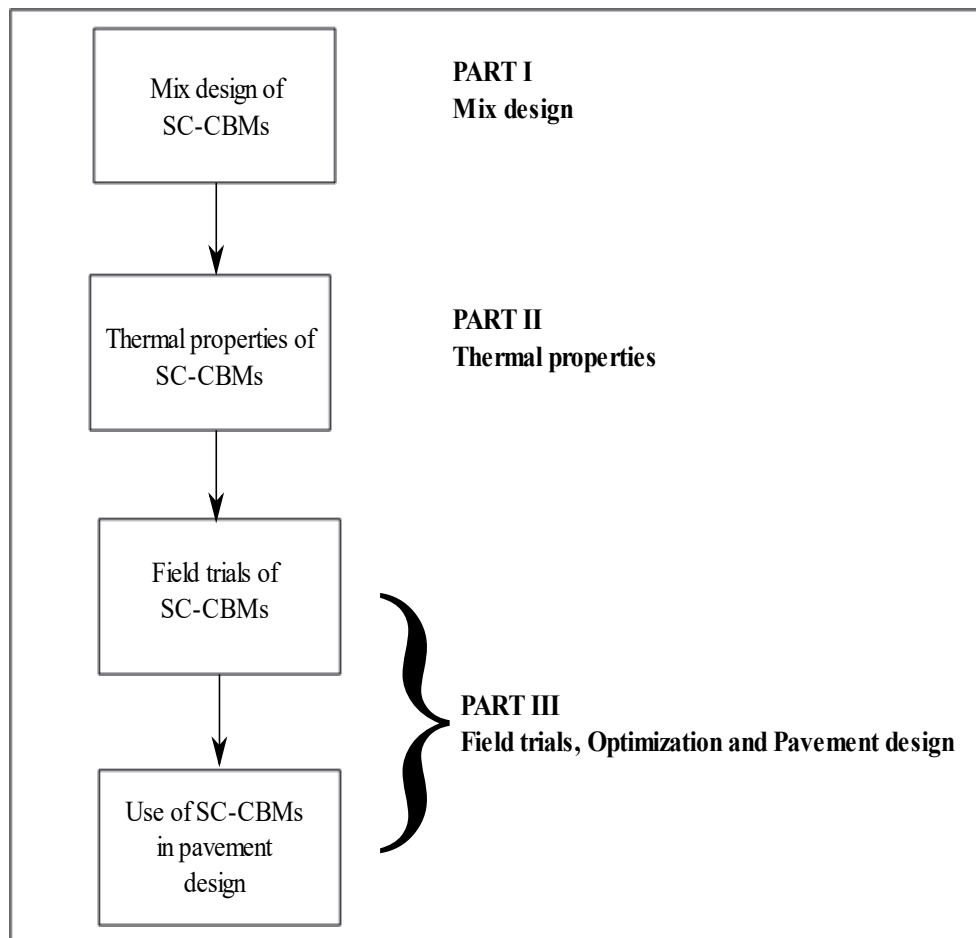 Mix design of
SC-CBMs
PART I
Mix design
Thermal properties of
SC-CBMs
PART II
Thermal properties
Field trials of
SC-CBMs
PART III
Field trials, Optimization and Pavement design
Use of SC-CBMs
in pavement
design